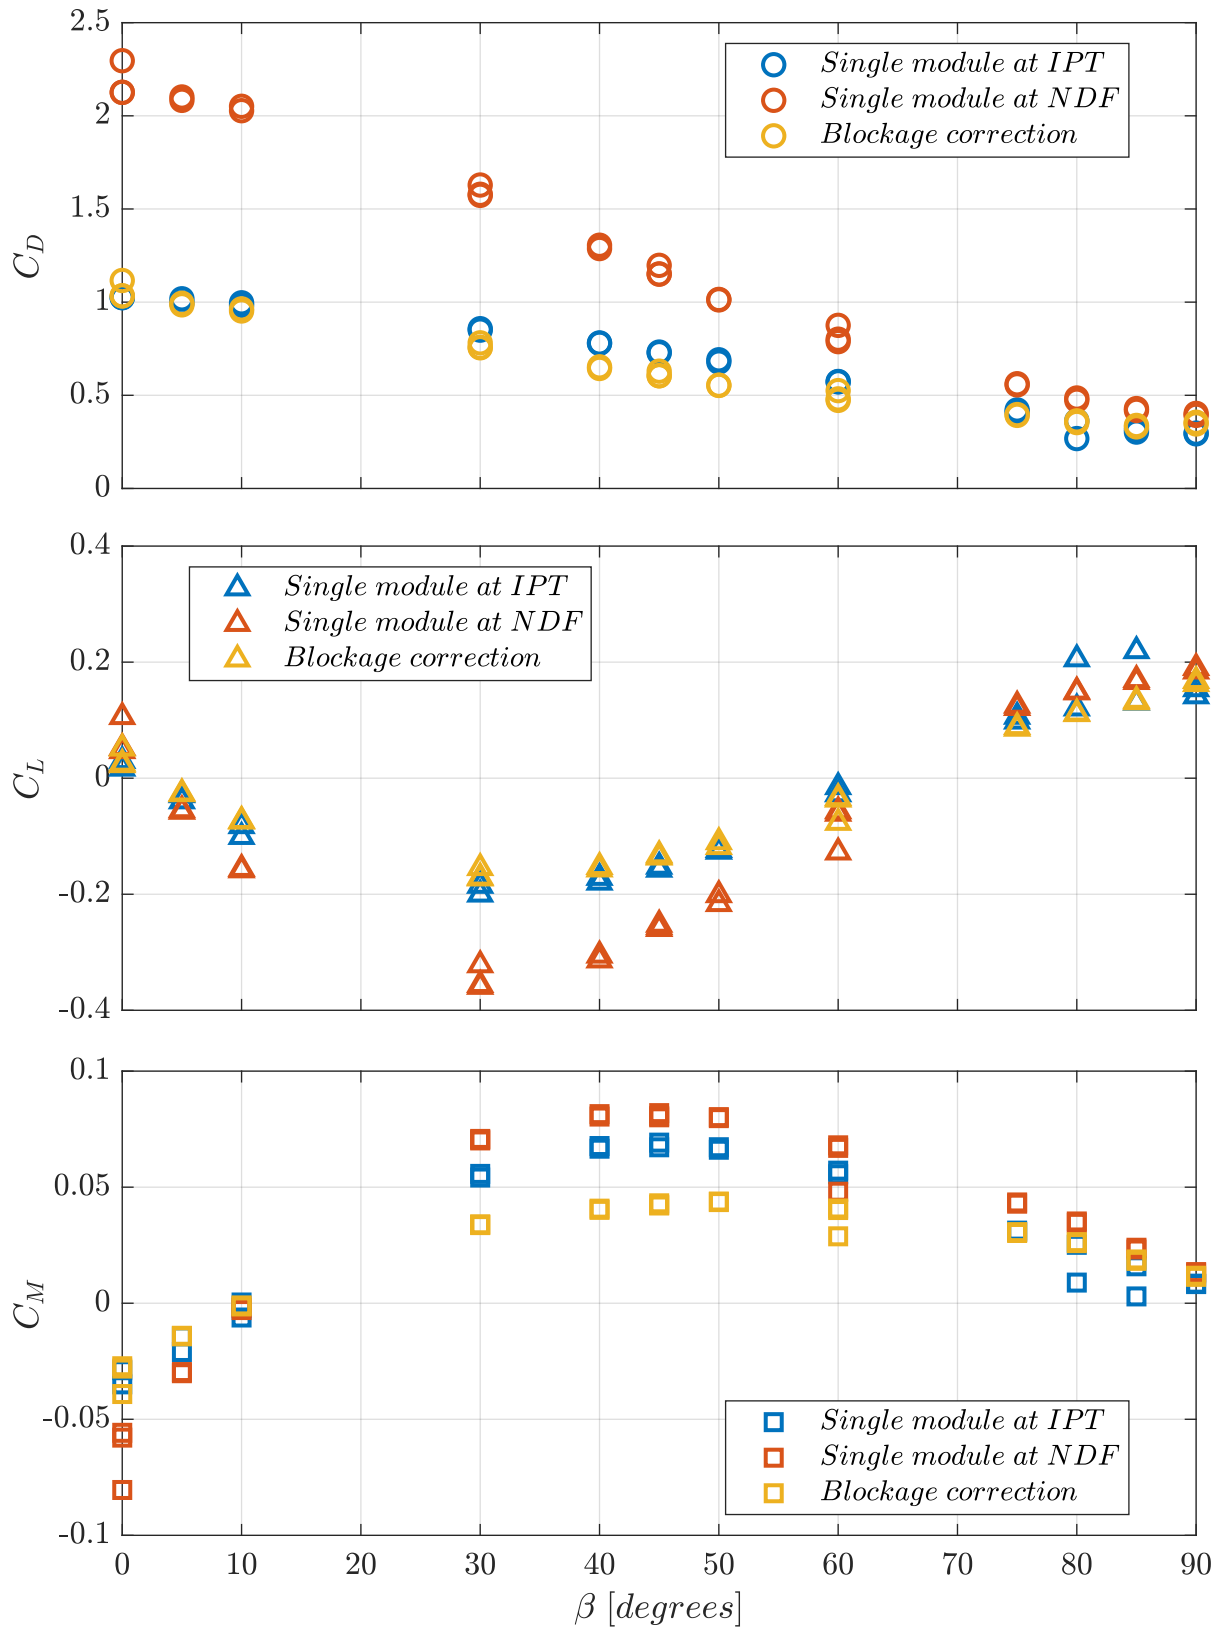 2.5
2
1.5
1
0.5
0
C_D
Single module at IPT
Single module at NDF
Blockage correction
0.4
0.2
0
-0.2
-0.4
C_L
Single module at IPT
Single module at NDF
Blockage correction
0.1
0.05
0
-0.05
-0.1
C_M
Single module at IPT
Single module at NDF
Blockage correction
0 10 20 30 40 50 60 70 80 90
β [degrees]